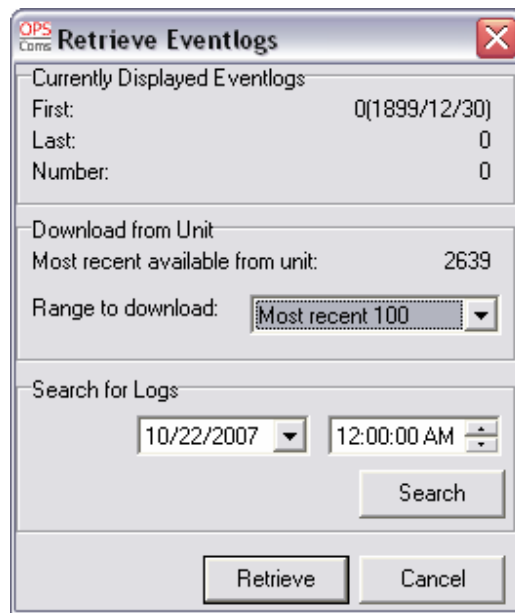 OPS
Coms
Retrieve Eventlogs
Currently Displayed Eventlogs
First: 0(1899/12/30)
Last: 0
Number: 0
Download from Unit
Most recent available from unit: 2639
Range to download: Most recent 100
Search for Logs
10/22/2007 12:00:00 AM
Search
Retrieve Cancel